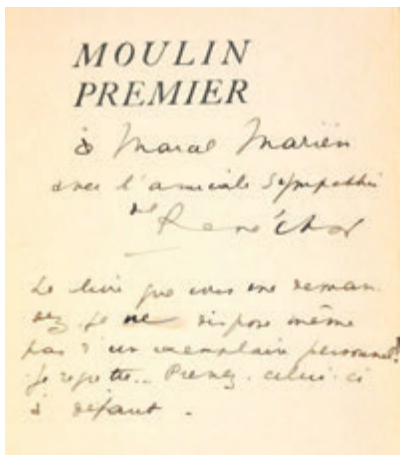 MOULIN
PREMIER
à Marcel Mariën
avec l'amicale sympathie
de
René Char
Le livre que vous me deman
dez je ne dispose même
pas d'un exemplaire personnel!
Je regrette... Prenez celui-ci
à défaut.